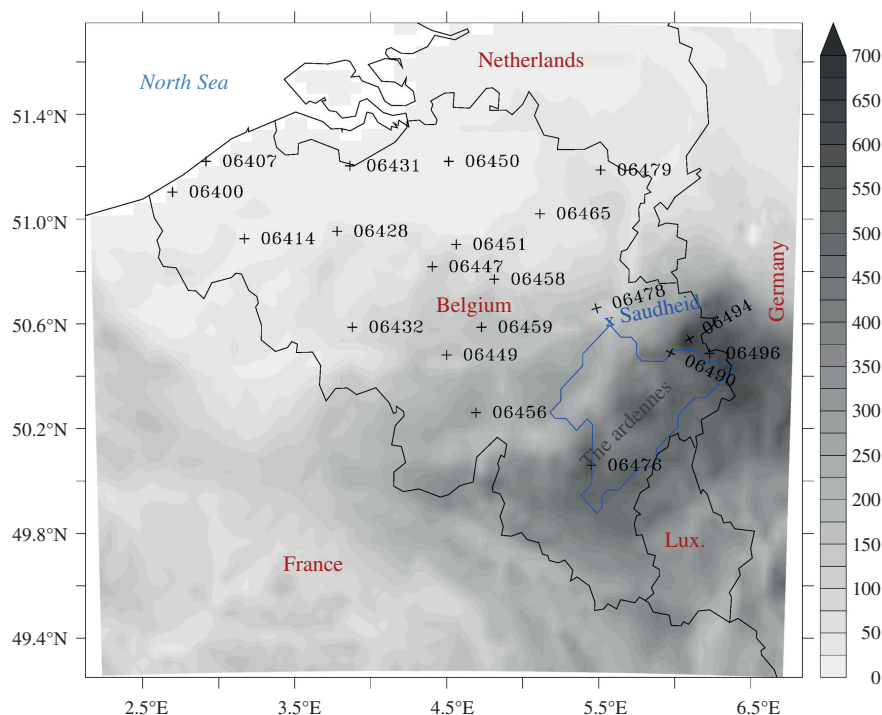 Netherlands
North Sea
700
650
600
550
500
450
400
350
300
250
200
150
100
50
0
51.4°N
51.0°N
50.6°N
50.2°N
49.8°N
49.4°N
06407
06431
06450
06479
06400
06465
06414
06428
06451
06447
06458
Germany
06478
Belgium
x Saudheid
06494
06432
06459
06449
06496
06490
06456
The ardennes
06476
Lux.
France
2.5°E
3.5°E
4.5°E
5.5°E
6.5°E